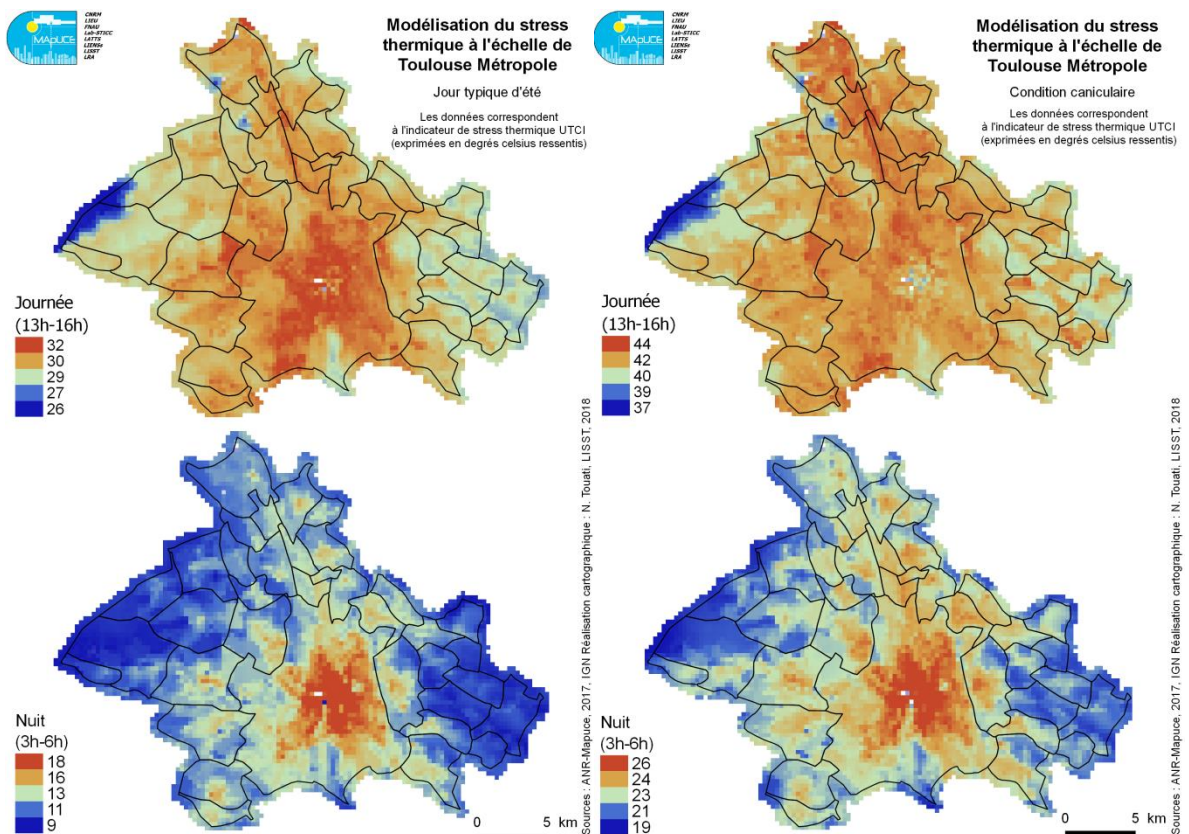 CNRM
LIEU
FNAU
Lab-STICC
LATTS
LIENSs
LISST
LRA
MApUCE
Modélisation du stress
thermique à l'échelle de
Toulouse Métropole
Jour typique d'été
Les données correspondent
à l'indicateur de stress thermique UTCI
(exprimées en degrés celsius ressentis)
Journée
(13h-16h)
32
30
29
27
26
Nuit
(3h-6h)
18
16
13
11
9
0 5 km
Sources : ANR-Mapuce, 2017, IGN Réalisation cartographique : N. Touati, LISST, 2018
CNRM
LIEU
FNAU
Lab-STICC
LATTS
LIENSs
LISST
LRA
MApUCE
Modélisation du stress
thermique à l'échelle de
Toulouse Métropole
Condition caniculaire
Les données correspondent
à l'indicateur de stress thermique UTCI
(exprimées en degrés celsius ressentis)
Journée
(13h-16h)
44
42
40
39
37
Nuit
(3h-6h)
26
24
23
21
19
0 5 km
Sources : ANR-Mapuce, 2017, IGN Réalisation cartographique : N. Touati, LISST, 2018